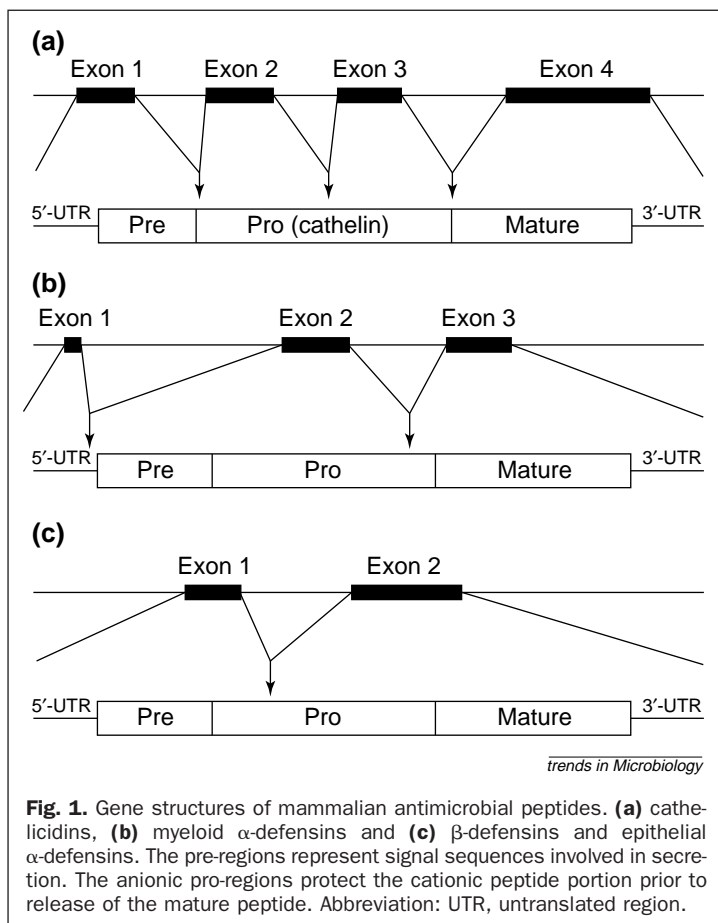 (a)
Exon 1 Exon 2 Exon 3 Exon 4
5′-UTR 3′-UTR
Pre Pro (cathelin) Mature
(b)
Exon 1 Exon 2 Exon 3
5′-UTR 3′-UTR
Pre Pro Mature
(c)
Exon 1 Exon 2
5′-UTR 3′-UTR
Pre Pro Mature
trends in Microbiology
Fig. 1. Gene structures of mammalian antimicrobial peptides. (a) cathe-
licidins, (b) myeloid α-defensins and (c) β-defensins and epithelial
α-defensins. The pre-regions represent signal sequences involved in secre-
tion. The anionic pro-regions protect the cationic peptide portion prior to
release of the mature peptide. Abbreviation: UTR, untranslated region.